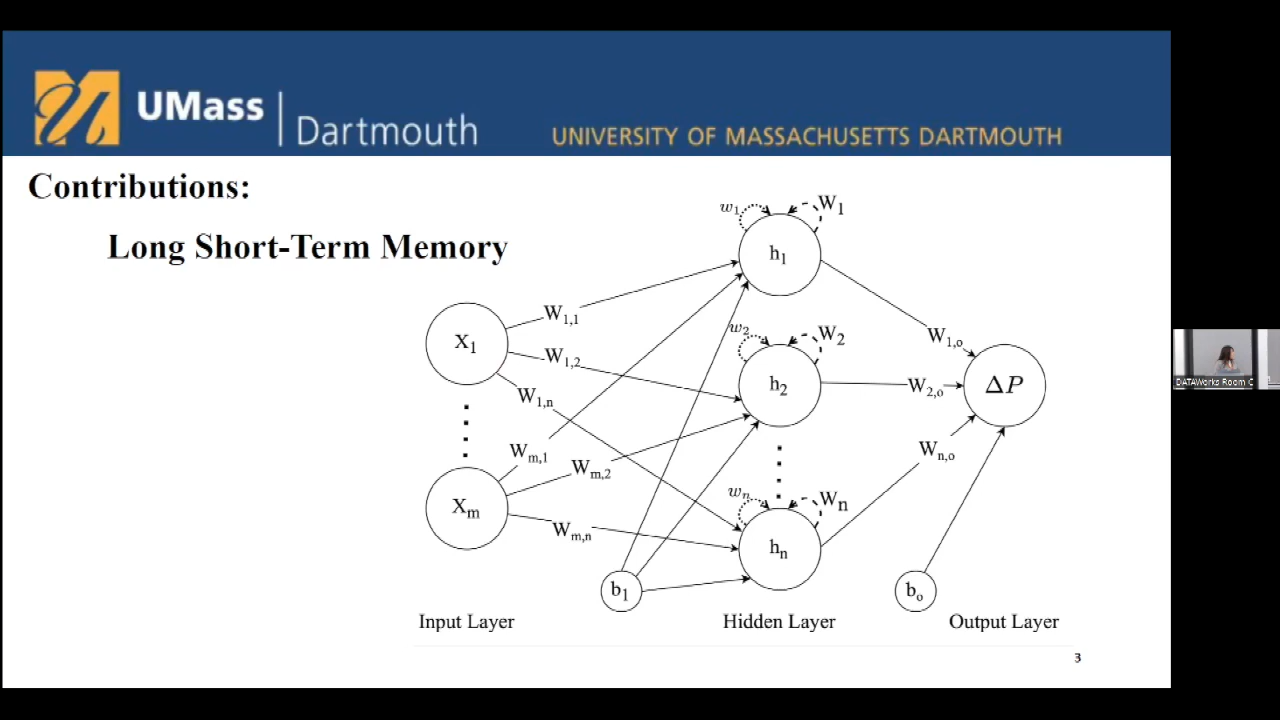 UMass
Dartmouth
UNIVERSITY OF MASSACHUSETTS DARTMOUTH
Contributions:
Long Short-Term Memory
w1 W1
h1
W1,1
X1
W1,2
W1,n
w2 W2
h2
W1,o
W2,o
ΔP
Wm,1
Wm,2
Wn,o
Xm
Wm,n
wn Wn
hn
b1
bo
Input Layer
Hidden Layer
Output Layer
3
DATAWorks Room C